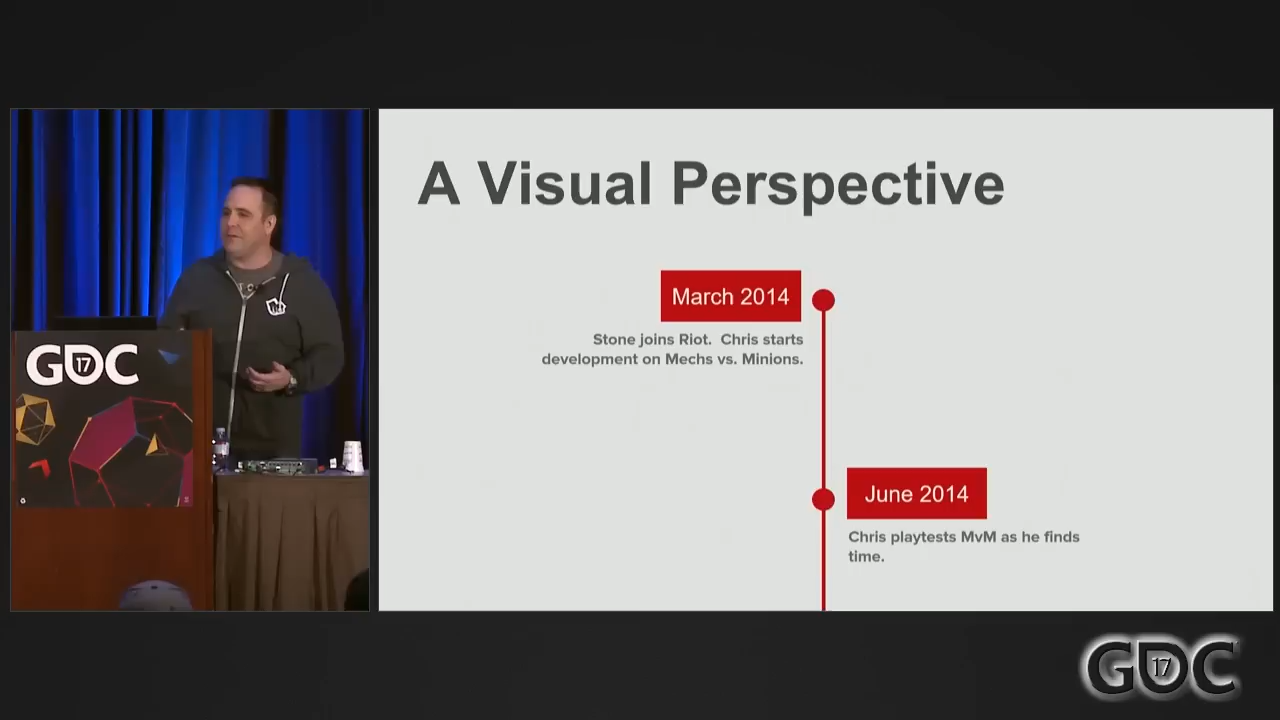 A Visual Perspective
March 2014
Stone joins Riot. Chris starts
development on Mechs vs. Minions.
June 2014
Chris playtests MvM as he finds
time.
GDC
17
GDC
17